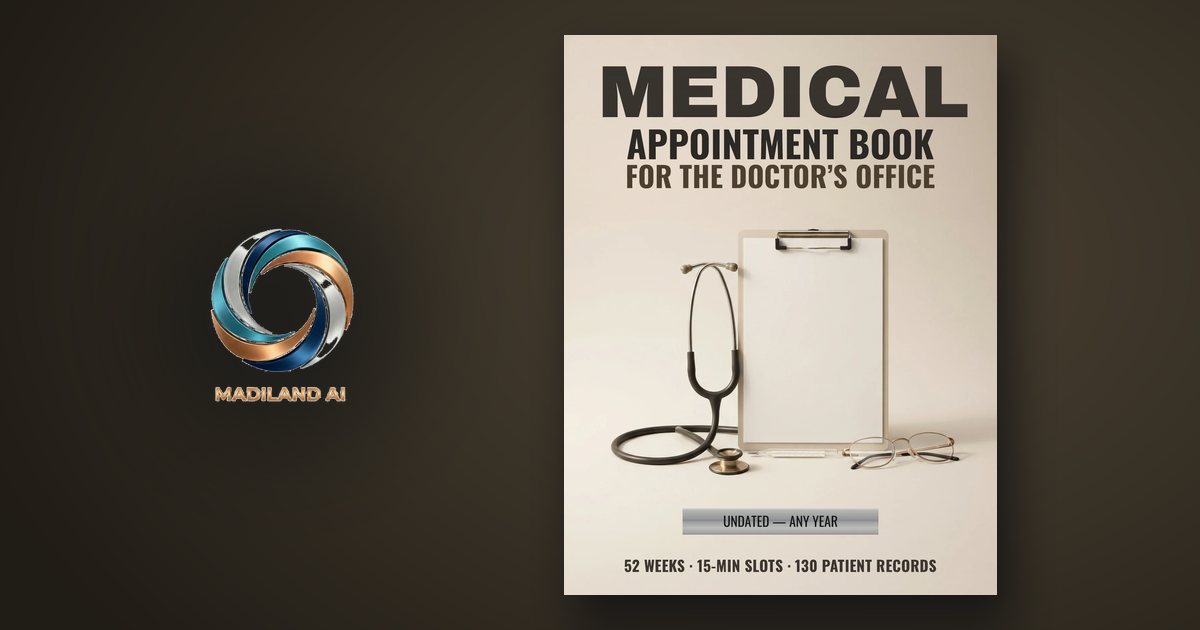 MADILAND AI
MEDICAL
APPOINTMENT BOOK
FOR THE DOCTOR'S OFFICE
UNDATED — ANY YEAR
52 WEEKS · 15-MIN SLOTS · 130 PATIENT RECORDS